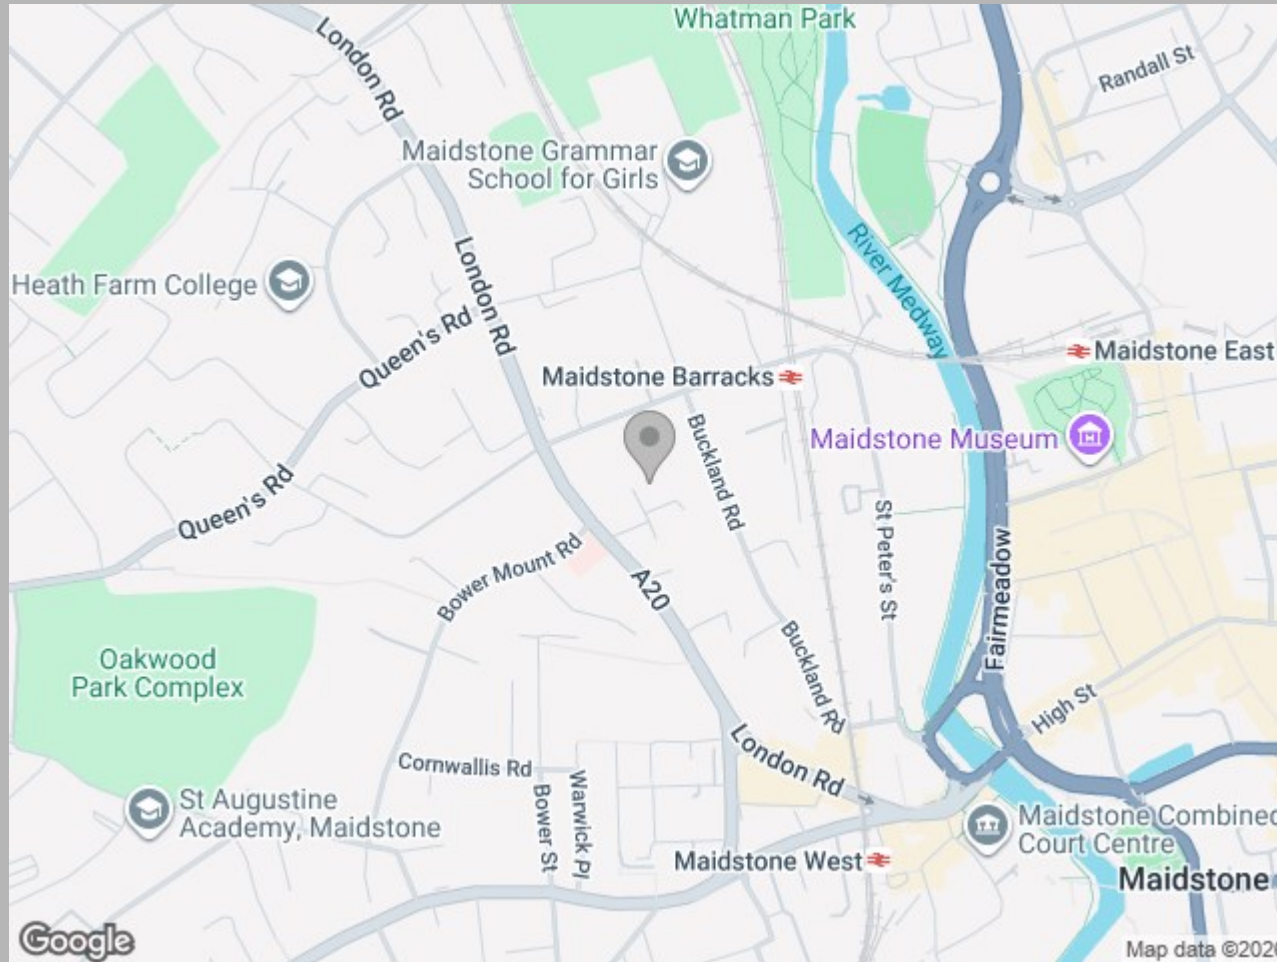 Whatman Park
Randall St
London Rd
Maidstone Grammar
School for Girls
River Medway
Heath Farm College
London Rd
Queen's Rd
Maidstone East
Maidstone Barracks
Maidstone Museum
Buckland Rd
Queen's Rd
St Peter's St
Bower Mount Rd
A20
Fairmeadow
Oakwood
Park Complex
Buckland Rd
High St
London Rd
Cornwallis Rd
Warwick Pl
Bower St
St Augustine
Academy, Maidstone
Maidstone Combined
Court Centre
Maidstone West
Maidstone
Google
Map data ©2026